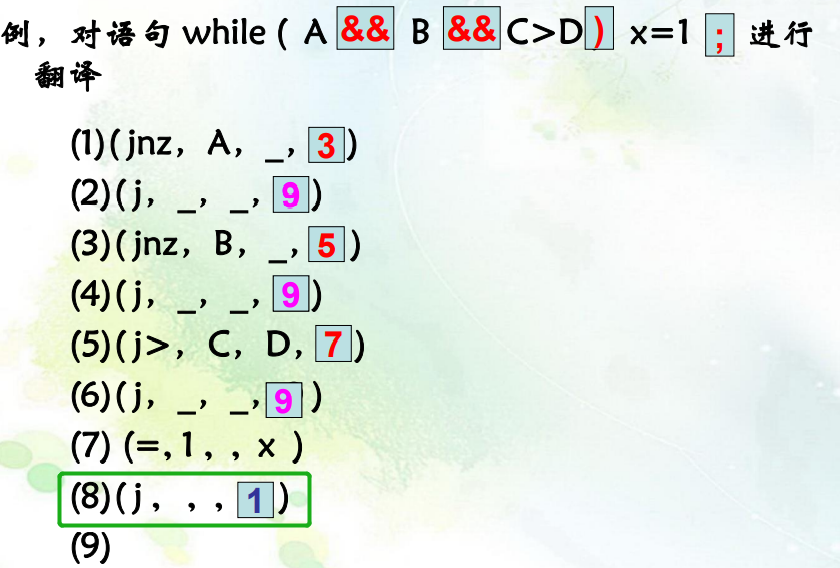 例，对语句 while ( A && B && C>D ) x=1 ; 进行
翻译
(1)(jnz, A, _, 3)
(2)(j, _, _, 9)
(3)(jnz, B, _, 5)
(4)(j, _, _, 9)
(5)(j>, C, D, 7)
(6)(j, _, _, 9)
(7) (=,1, , x )
(8)(j, , , 1)
(9)